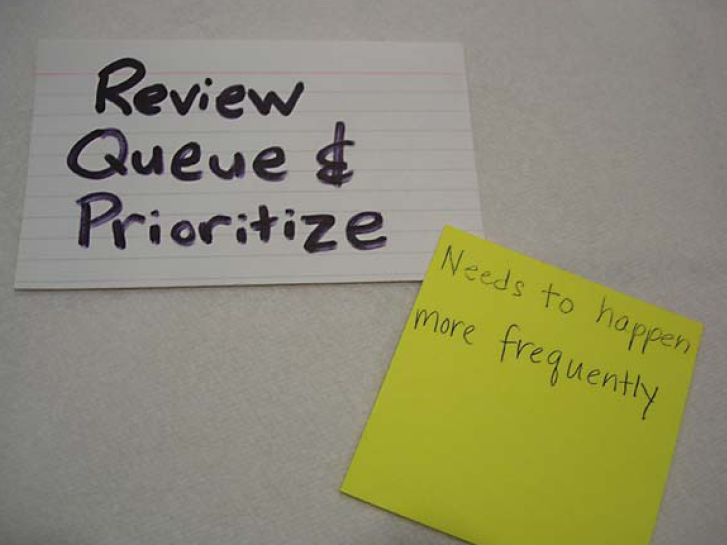 Review
Queue &
Prioritize
Needs to happen
more frequently